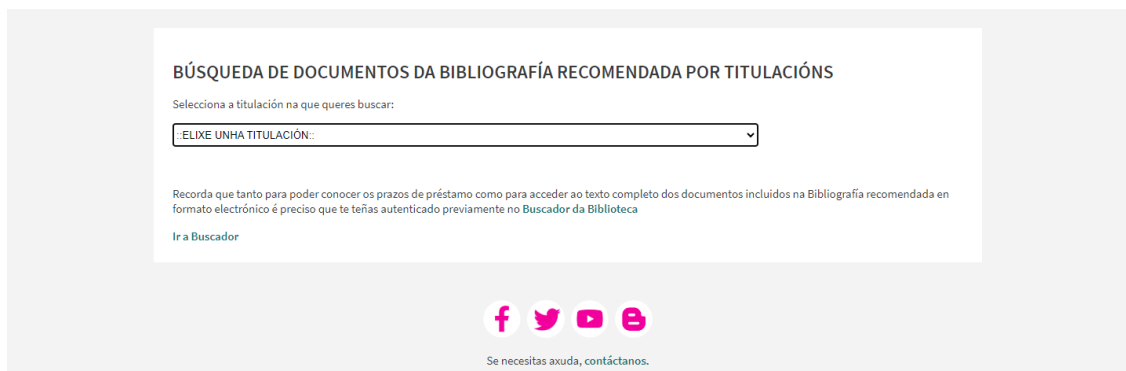 BÚSQUEDA DE DOCUMENTOS DA BIBLIOGRAFÍA RECOMENDADA POR TITULACIÓNS
Selecciona a titulación na que queres buscar:
::ELIXE UNHA TITULACIÓN::
Recorda que tanto para poder conocer os prazos de préstamo como para acceder ao texto completo dos documentos incluidos na Bibliografía recomendada en
formato electrónico é preciso que te teñas autenticado previamente no Buscador da Biblioteca
Ir a Buscador
Se necesitas axuda, contáctanos.